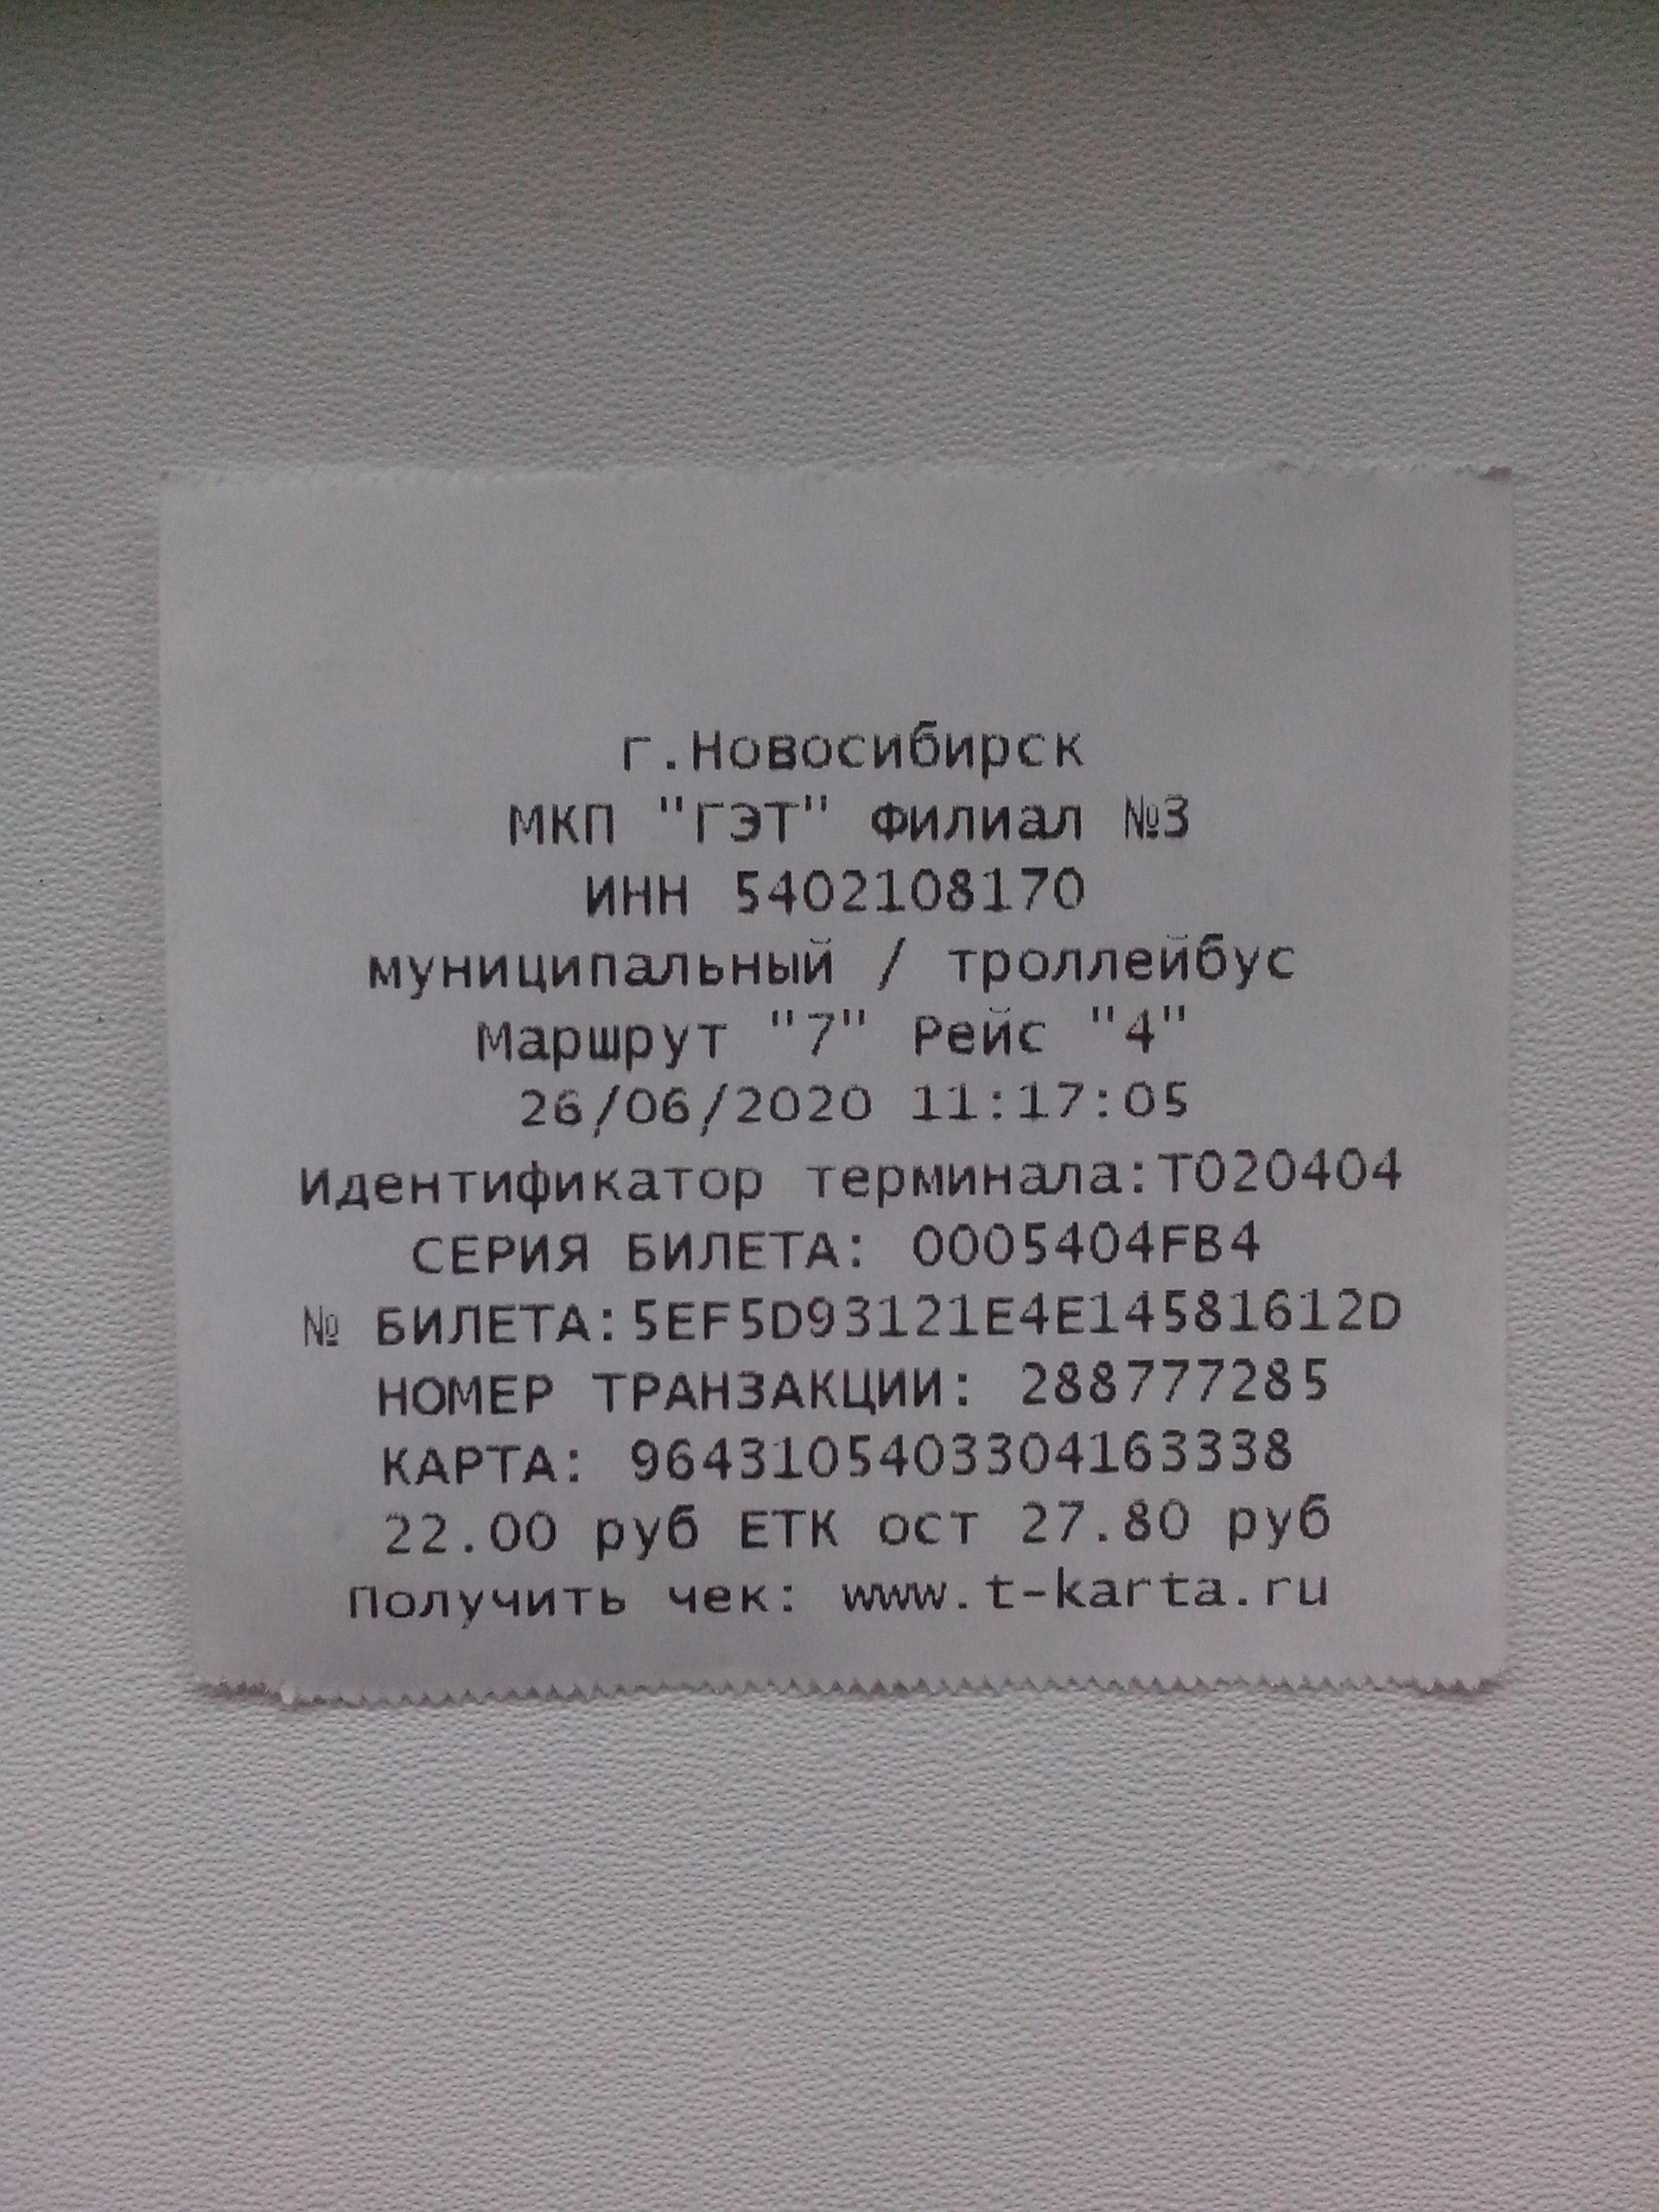 г.Новосибирск
МКП "ГЭТ" Филиал №3
ИНН 5402108170
муниципальный / троллейбус
Маршрут "7" Рейс "4"
26/06/2020 11:17:05
Идентификатор терминала:T020404
СЕРИЯ БИЛЕТА: 0005404FB4
№ БИЛЕТА:5EF5D93121E4E14581612D
НОМЕР ТРАНЗАКЦИИ: 288777285
КАРТА: 9643105403304163338
22.00 руб ЕТК ост 27.80 руб
Получить чек: www.t-karta.ru